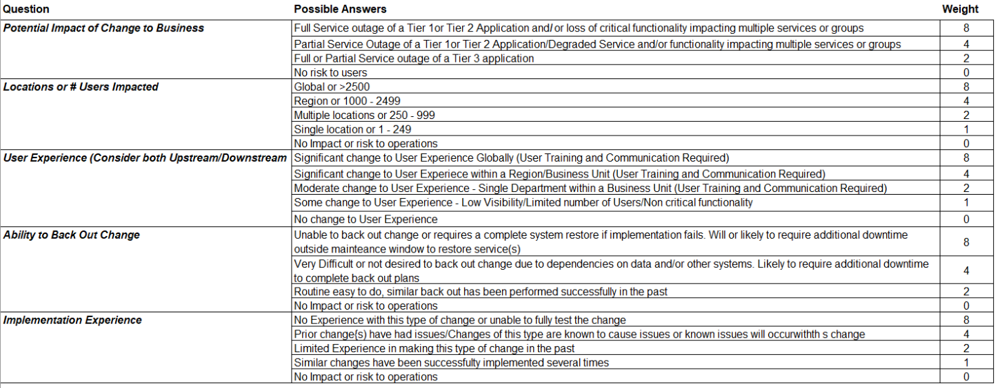 Question Possible Answers Weight
Potential Impact of Change to Business Full Service outage of a Tier 1or Tier 2 Application and/ or loss of critical functionality impacting multiple services or groups 8
Partial Service Outage of a Tier 1or Tier 2 Application/Degraded Service and/or functionality impacting multiple services or groups 4
Full or Partial Service outage of a Tier 3 application 2
No risk to users 0
Locations or # Users Impacted Global or >2500 8
Region or 1000 - 2499 4
Multiple locations or 250 - 999 2
Single location or 1 - 249 1
No Impact or risk to operations 0
User Experience (Consider both Upstream/Downstream Significant change to User Experience Globally (User Training and Communication Required) 8
Significant change to User Experiece within a Region/Business Unit (User Training and Communication Required) 4
Moderate change to User Experience - Single Department within a Business Unit (User Training and Communication Required) 2
Some change to User Experience - Low Visibility/Limited number of Users/Non critical functionality 1
No change to User Experience 0
Ability to Back Out Change Unable to back out change or requires a complete system restore if implementation fails. Will or likely to require additional downtime
outside mainteance window to restore service(s) 8
Very Difficult or not desired to back out change due to dependencies on data and/or other systems. Likely to require additional downtime
to complete back out plans 4
Routine easy to do, similar back out has been performed successfully in the past 2
No Impact or risk to operations 0
Implementation Experience No Experience with this type of change or unable to fully test the change 8
Prior change(s) have had issues/Changes of this type are known to cause issues or known issues will occurwithth s change 4
Limited Experience in making this type of change in the past 2
Similar changes have been successfully implemented several times 1
No Impact or risk to operations 0